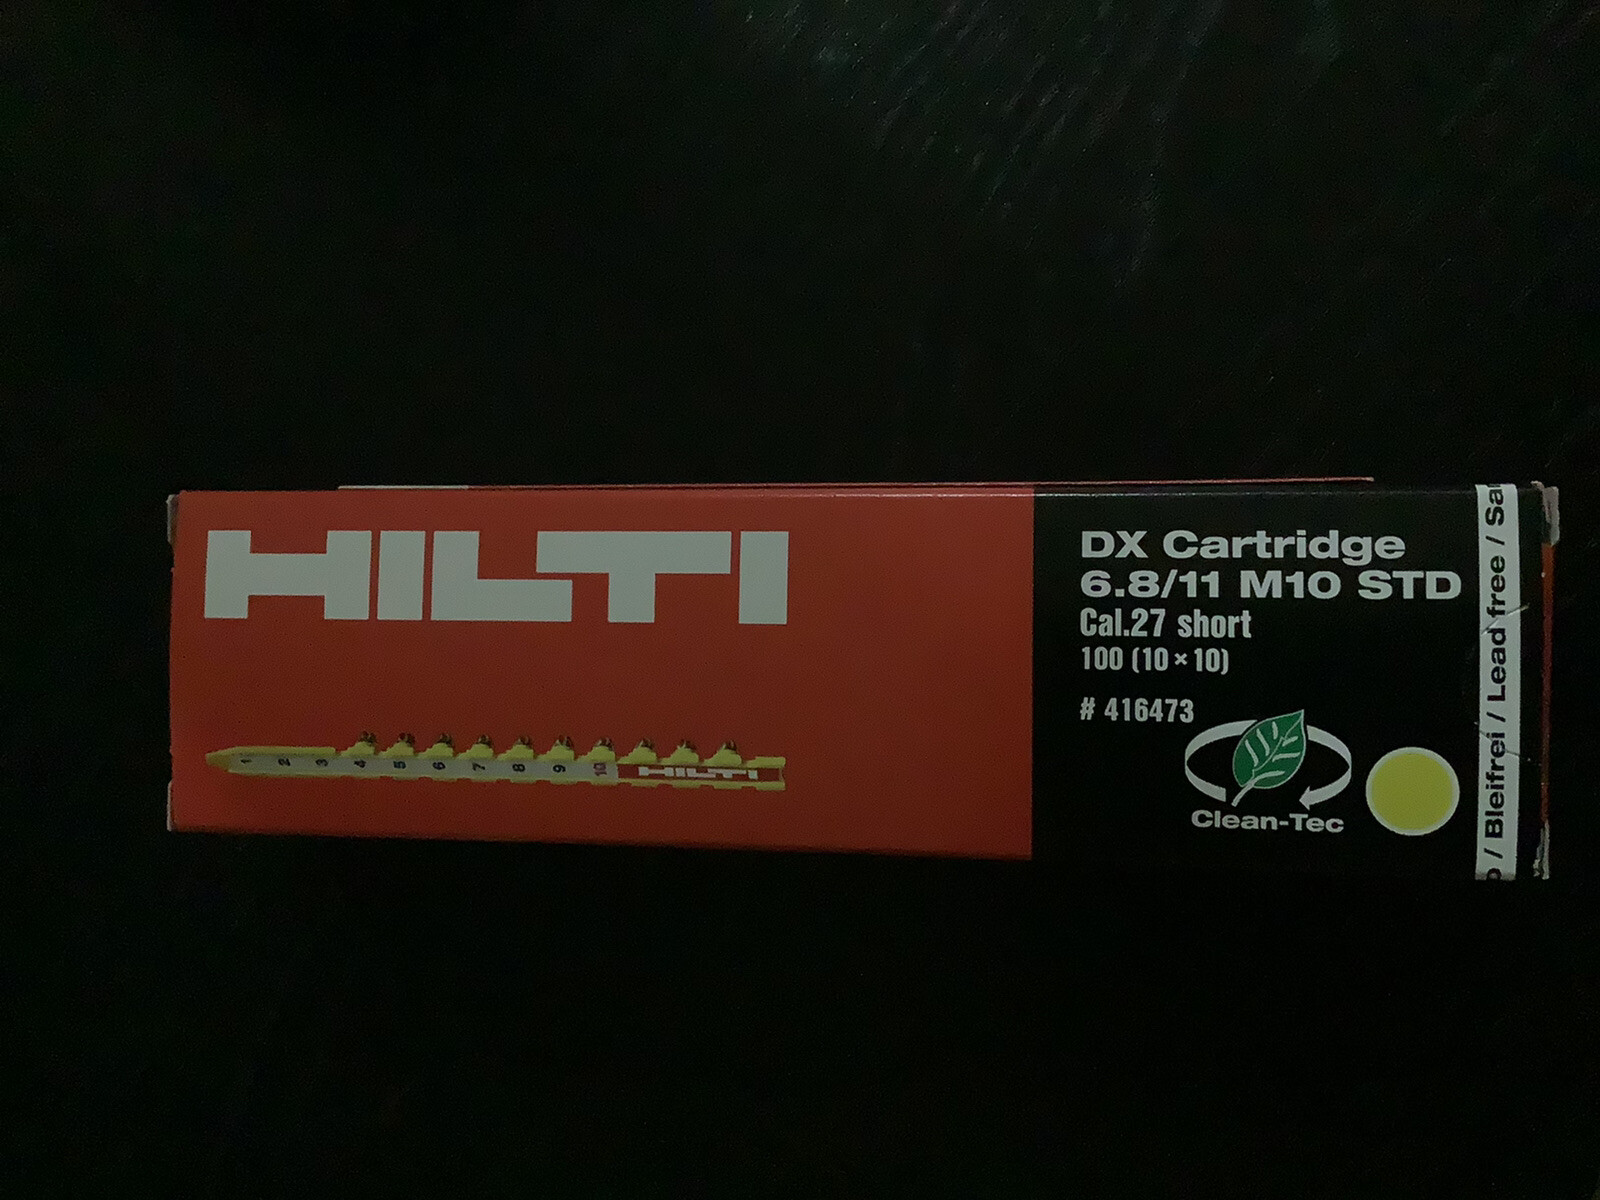 HILTI
1 2 3 4 5 6 7 8 9 10 HILTI
DX Cartridge
6.8/11 M10 STD
Cal.27 short
100 (10×10)
# 416473
Clean-Tec
/ Bleifrei / Lead free /